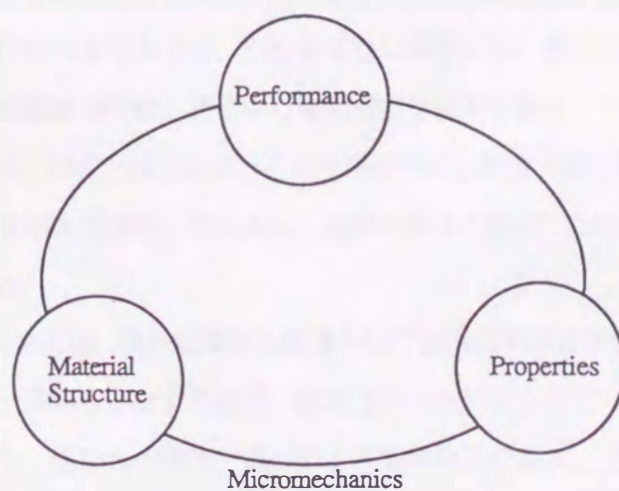 Performance
Material
Structure
Properties
Micromechanics